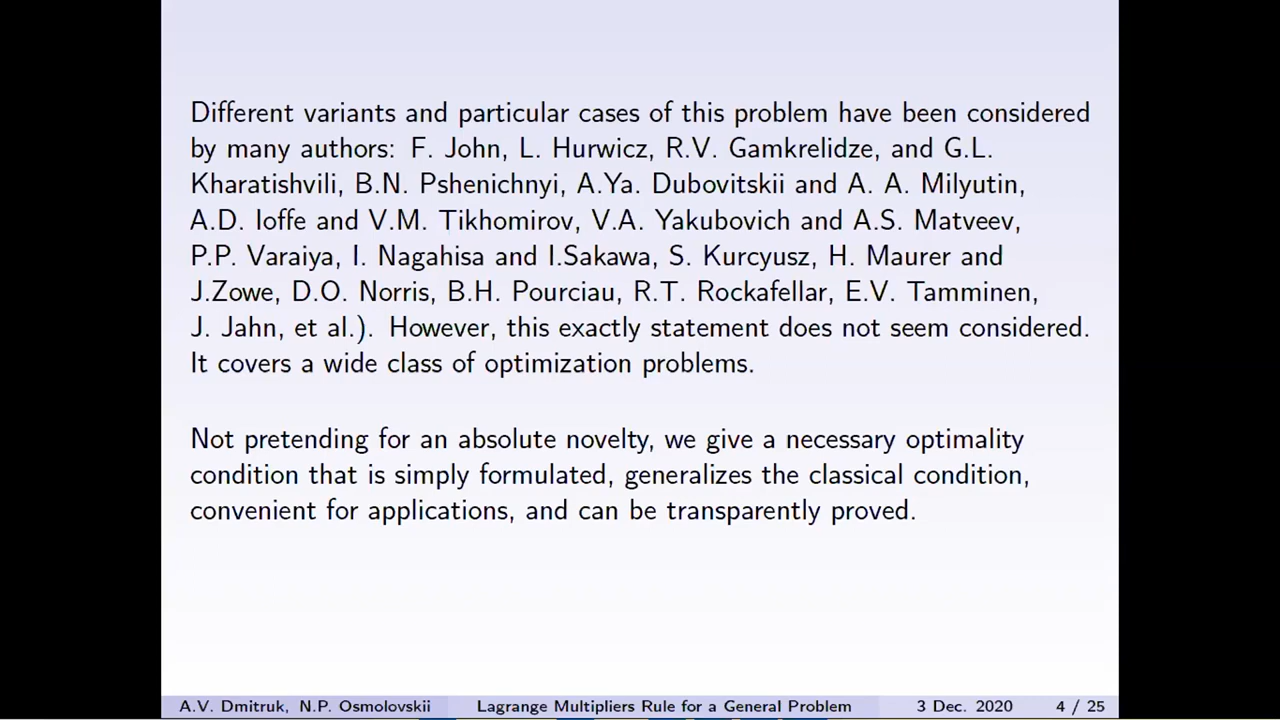 Different variants and particular cases of this problem have been considered
by many authors: F. John, L. Hurwicz, R.V. Gamkrelidze, and G.L.
Kharatishvili, B.N. Pshenichnyi, A.Ya. Dubovitskii and A. A. Milyutin,
A.D. Ioffe and V.M. Tikhomirov, V.A. Yakubovich and A.S. Matveev,
P.P. Varaiya, I. Nagahisa and I.Sakawa, S. Kurcyusz, H. Maurer and
J.Zowe, D.O. Norris, B.H. Pourciau, R.T. Rockafellar, E.V. Tamminen,
J. Jahn, et al.). However, this exactly statement does not seem considered.
It covers a wide class of optimization problems.
Not pretending for an absolute novelty, we give a necessary optimality
condition that is simply formulated, generalizes the classical condition,
convenient for applications, and can be transparently proved.
A.V. Dmitruk, N.P. Osmolovskii Lagrange Multipliers Rule for a General Problem 3 Dec. 2020 4 / 25